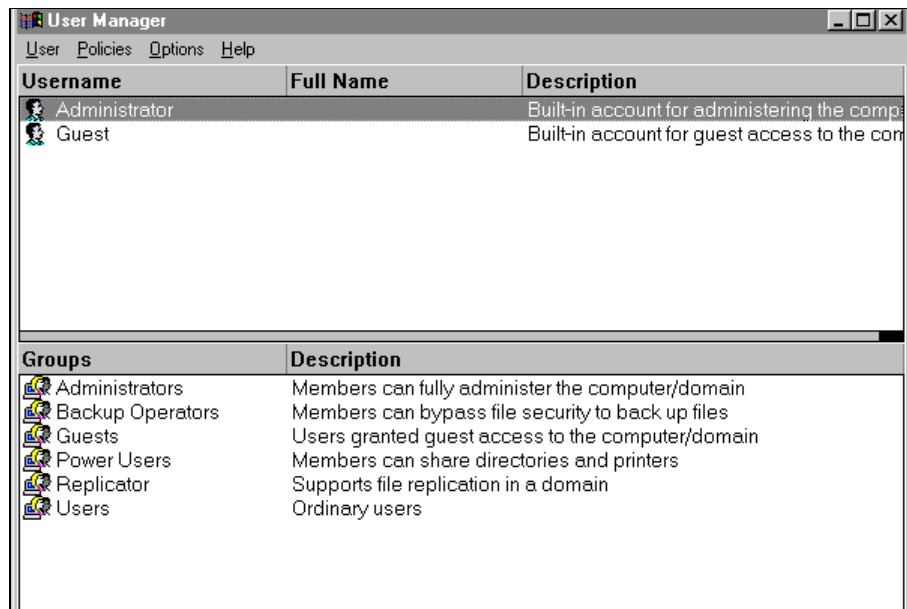 User Manager
User Policies Options Help
Username Full Name Description
Administrator Built-in account for administering the
Guest Built-in account for guest access to the
Groups Description
Administrators Members can fully administer the computer/domain
Backup Operators Members can bypass file security to back up files
Guests Users granted guest access to the computer/domain
Power Users Members can share directories and printers
Replicator Supports file replication in a domain
Users Ordinary users